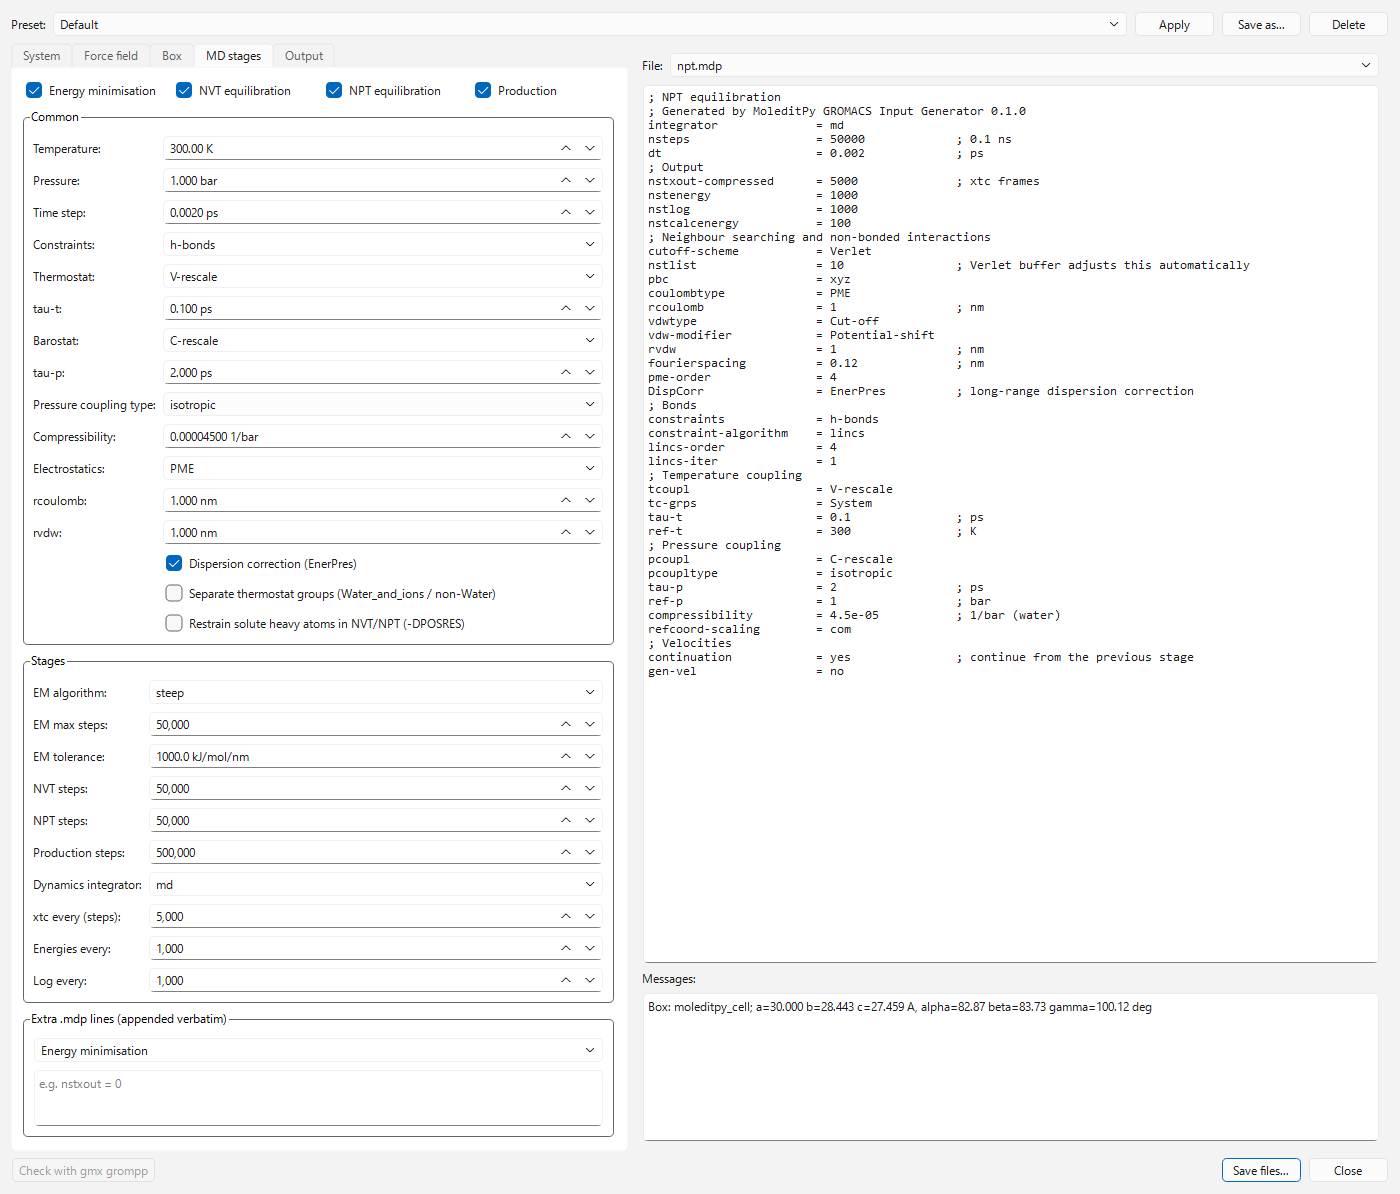 Preset: Default Apply Save as... Delete
System Force field Box MD stages Output
Energy minimisation NVT equilibration NPT equilibration Production
Common
Temperature: 300.00 K
Pressure: 1.000 bar
Time step: 0.0020 ps
Constraints: h-bonds
Thermostat: V-rescale
tau-t: 0.100 ps
Barostat: C-rescale
tau-p: 2.000 ps
Pressure coupling type: isotropic
Compressibility: 0.00004500 1/bar
Electrostatics: PME
rcoulomb: 1.000 nm
rvdw: 1.000 nm
Dispersion correction (EnerPres)
Separate thermostat groups (Water_and_ions / non-Water)
Restrain solute heavy atoms in NVT/NPT (-DPOSRES)
Stages
EM algorithm: steep
EM max steps: 50,000
EM tolerance: 1000.0 kJ/mol/nm
NVT steps: 50,000
NPT steps: 50,000
Production steps: 500,000
Dynamics integrator: md
xtc every (steps): 5,000
Energies every: 1,000
Log every: 1,000
Extra .mdp lines (appended verbatim)
Energy minimisation
e.g. nstxout = 0
Check with gmx grompp
File: npt.mdp
; NPT equilibration
; Generated by MoleditPy GROMACS Input Generator 0.1.0
integrator = md
nsteps = 50000 ; 0.1 ns
dt = 0.002 ; ps
; Output
nstxout-compressed = 5000 ; xtc frames
nstenergy = 1000
nstlog = 1000
nstcalcenergy = 100
; Neighbour searching and non-bonded interactions
cutoff-scheme = Verlet
nstlist = 10 ; Verlet buffer adjusts this automatically
pbc = xyz
coulombtype = PME
rcoulomb = 1 ; nm
vdwtype = Cut-off
vdw-modifier = Potential-shift
rvdw = 1 ; nm
fourierspacing = 0.12 ; nm
pme-order = 4
DispCorr = EnerPres ; long-range dispersion correction
; Bonds
constraints = h-bonds
constraint-algorithm = lincs
lincs-order = 4
lincs-iter = 1
; Temperature coupling
tcoupl = V-rescale
tc-grps = System
tau-t = 0.1 ; ps
ref-t = 300 ; K
; Pressure coupling
pcoupl = C-rescale
pcoupltype = isotropic
tau-p = 2 ; ps
ref-p = 1 ; bar
compressibility = 4.5e-05 ; 1/bar (water)
refcoord-scaling = com
; Velocities
continuation = yes ; continue from the previous stage
gen-vel = no
Messages:
Box: moleditpy_cell; a=30.000 b=28.443 c=27.459 A, alpha=82.87 beta=83.73 gamma=100.12 deg
Save files... Close